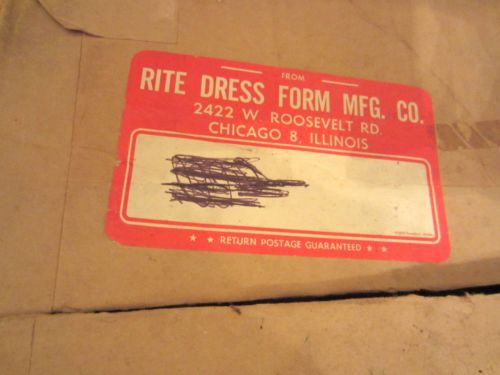 FROM
RITE DRESS FORM MFG. CO.
2422 W. ROOSEVELT RD.
CHICAGO 8, ILLINOIS
★ ★ RETURN POSTAGE GUARANTEED ★ ★